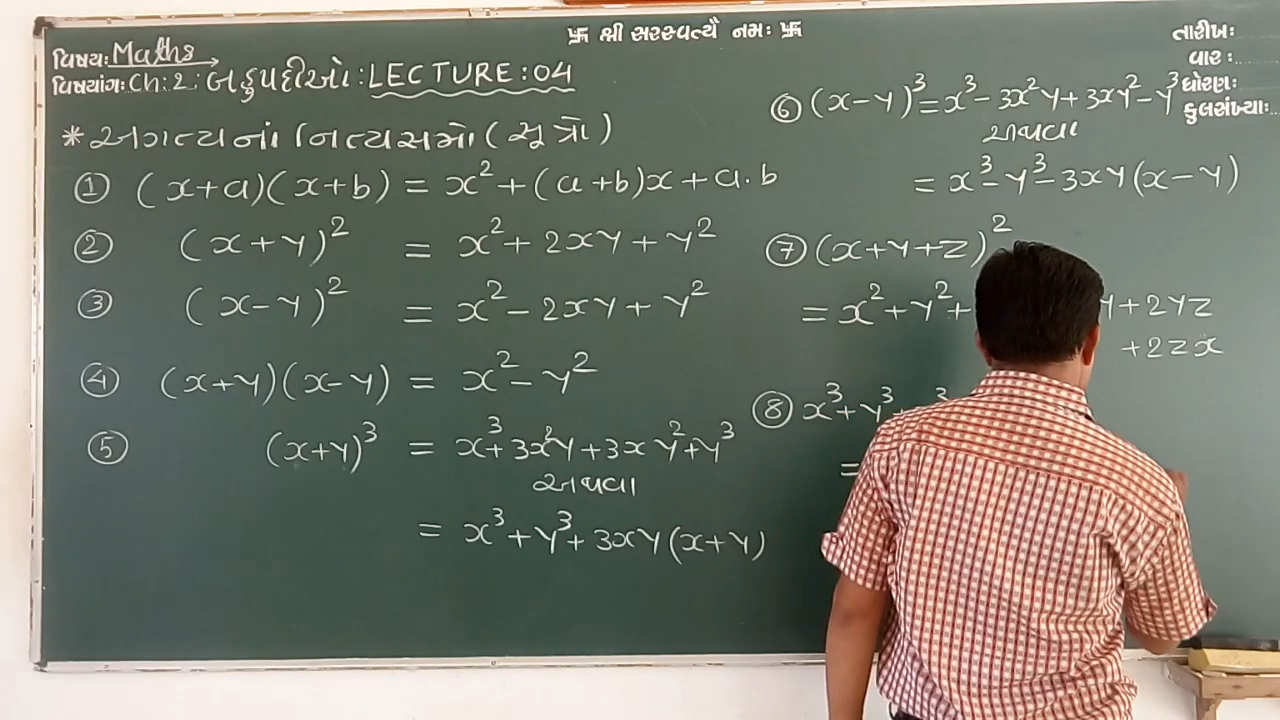 卐 શ્રી સરસ્વત્યૈ નમઃ 卐
વિષય: Maths
વિષયાંગ: Ch:2: બહુપદીઓ : LECTURE : 04
તારીખ:
વાર:
ધોરણ:
કુલસંખ્યા:
* અગત્યનાં નિત્યસમો (સૂત્રો)
① (x+a)(x+b) = x² + (a+b)x + a.b
② (x+y)² = x² + 2xy + y²
③ (x-y)² = x² - 2xy + y²
④ (x+y)(x-y) = x² - y²
⑤ (x+y)³ = x³+3x²y+3xy²+y³
અથવા
= x³+y³+3xy(x+y)
⑥ (x-y)³ = x³-3x²y+3xy²-y³
અથવા
= x³-y³-3xy(x-y)
⑦ (x+y+z)²
= x²+y²+ y+2yz
+2zx
⑧ x³+y³
=